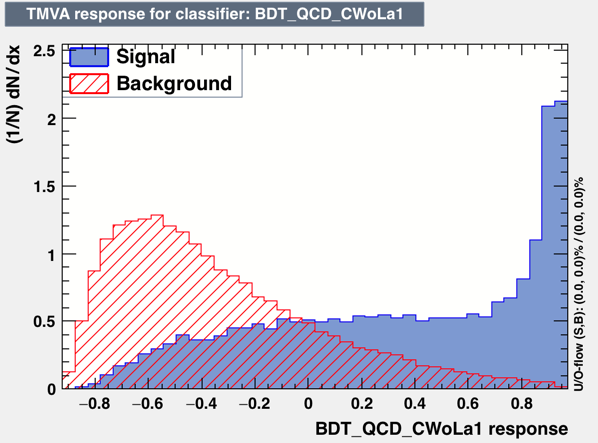 TMVA response for classifier: BDT_QCD_CWoLa1
(1/N) dN/dx
Signal
Background
2.5
2
1.5
1
0.5
0
−0.8 −0.6 −0.4 −0.2 0 0.2 0.4 0.6 0.8
BDT_QCD_CWoLa1 response
U/O-flow (S,B): (0.0, 0.0)% / (0.0, 0.0)%